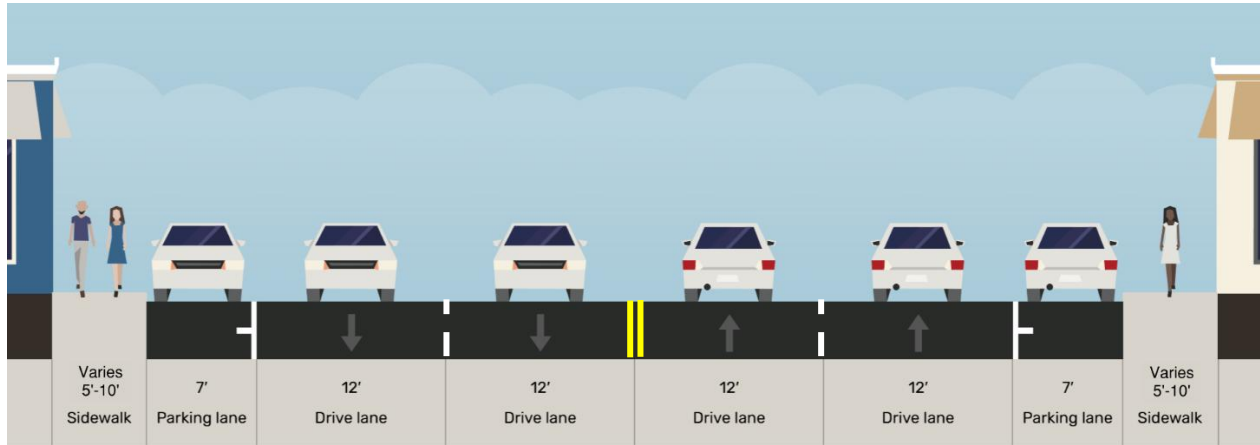 Varies
5'-10'
Sidewalk
7'
Parking lane
12'
Drive lane
12'
Drive lane
12'
Drive lane
12'
Drive lane
7'
Parking lane
Varies
5'-10'
Sidewalk